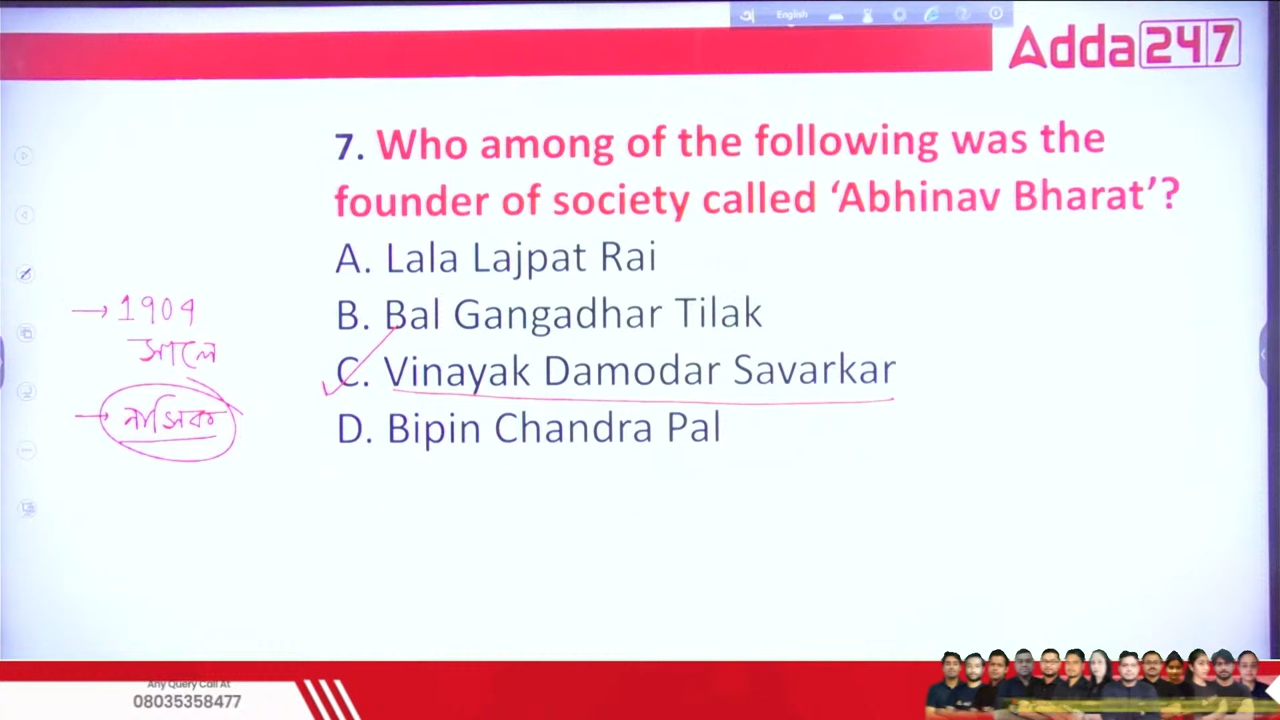 English
Adda247
7. Who among of the following was the
founder of society called ‘Abhinav Bharat’?
A. Lala Lajpat Rai
B. Bal Gangadhar Tilak
C. Vinayak Damodar Savarkar
D. Bipin Chandra Pal
→ 1904
সালে
→ নাসিক
Any Query Call At
08035358477